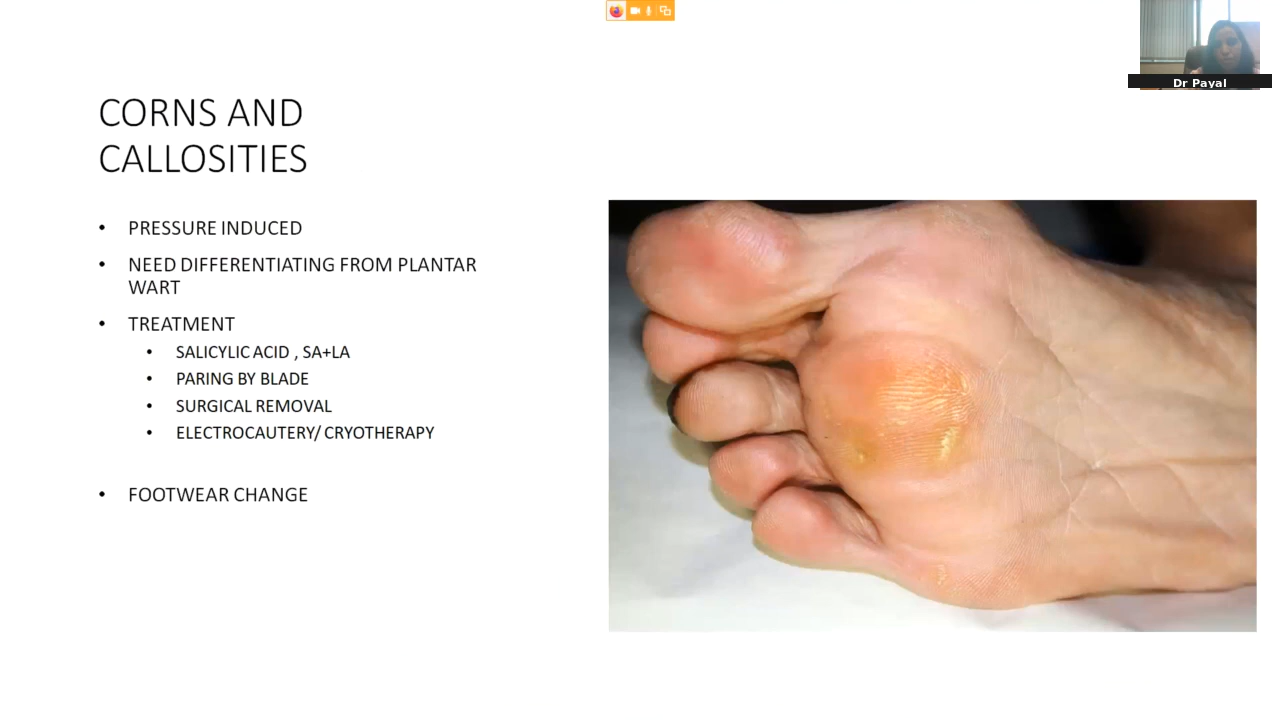 CORNS AND
CALLOSITIES
• PRESSURE INDUCED
• NEED DIFFERENTIATING FROM PLANTAR
WART
• TREATMENT
• SALICYLIC ACID , SA+LA
• PARING BY BLADE
• SURGICAL REMOVAL
• ELECTROCAUTERY/ CRYOTHERAPY
• FOOTWEAR CHANGE
Dr Payal